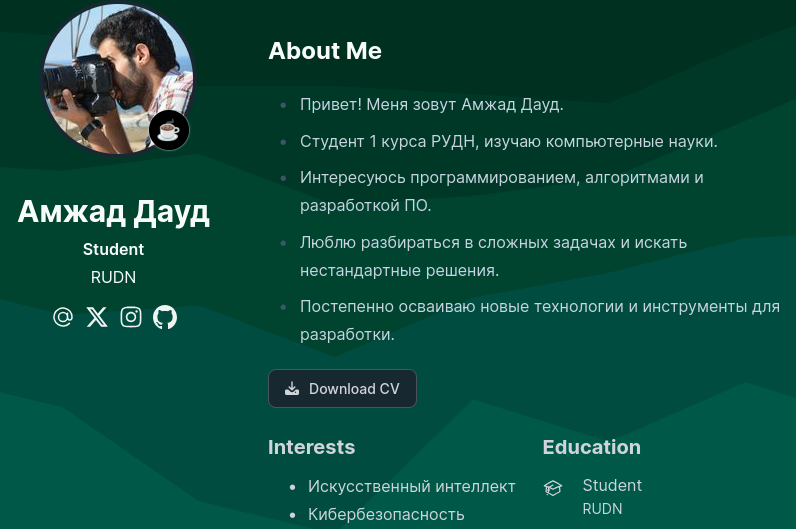 Амжад Дауд
Student
RUDN
About Me
Привет! Меня зовут Амжад Дауд.
Студент 1 курса РУДН, изучаю компьютерные науки.
Интересуюсь программированием, алгоритмами и
разработкой ПО.
Люблю разбираться в сложных задачах и искать
нестандартные решения.
Постепенно осваиваю новые технологии и инструменты для
разработки.
Download CV
Interests
Искусственный интеллект
Кибербезопасность
Education
Student
RUDN